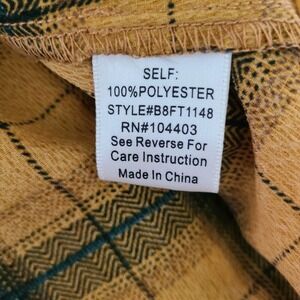 SELF:
100%POLYESTER
STYLE#B8FT1148
RN#104403
See Reverse For
Care Instruction
Made In China